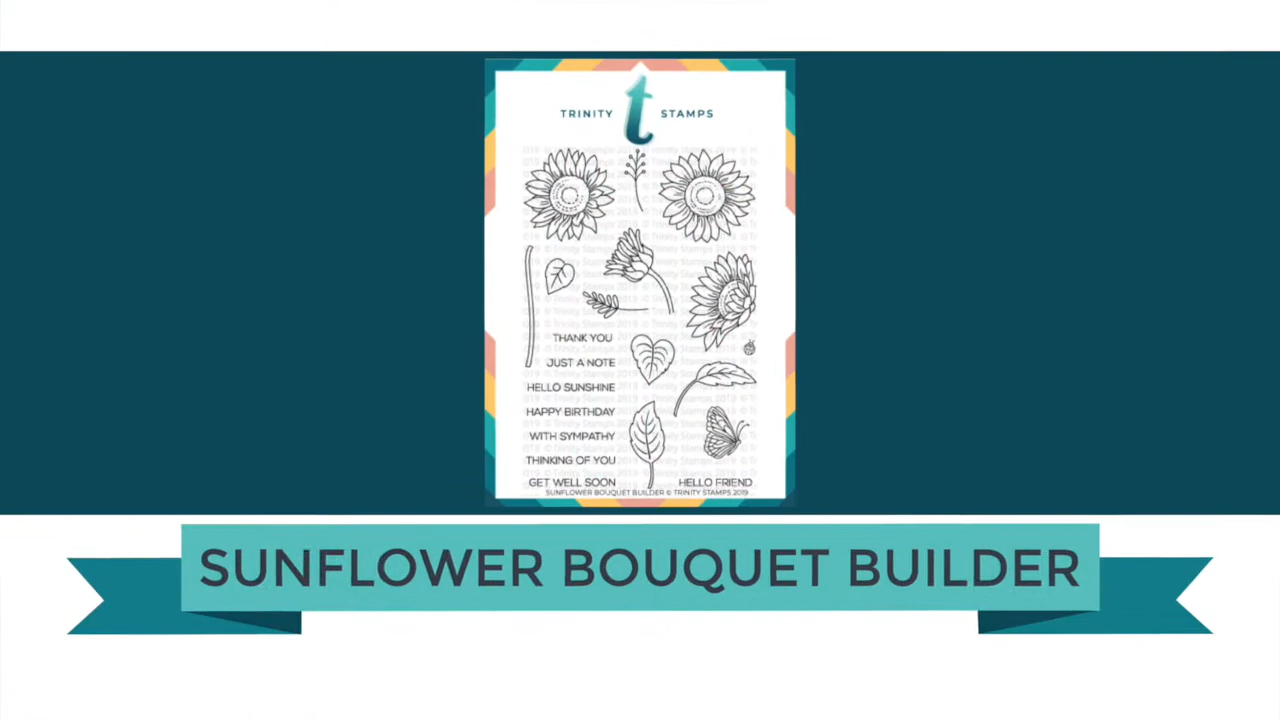 TRINITY t STAMPS
THANK YOU
JUST A NOTE
HELLO SUNSHINE
HAPPY BIRTHDAY
WITH SYMPATHY
THINKING OF YOU
GET WELL SOON
HELLO FRIEND
SUNFLOWER BOUQUET BUILDER © TRINITY STAMPS 2019
SUNFLOWER BOUQUET BUILDER